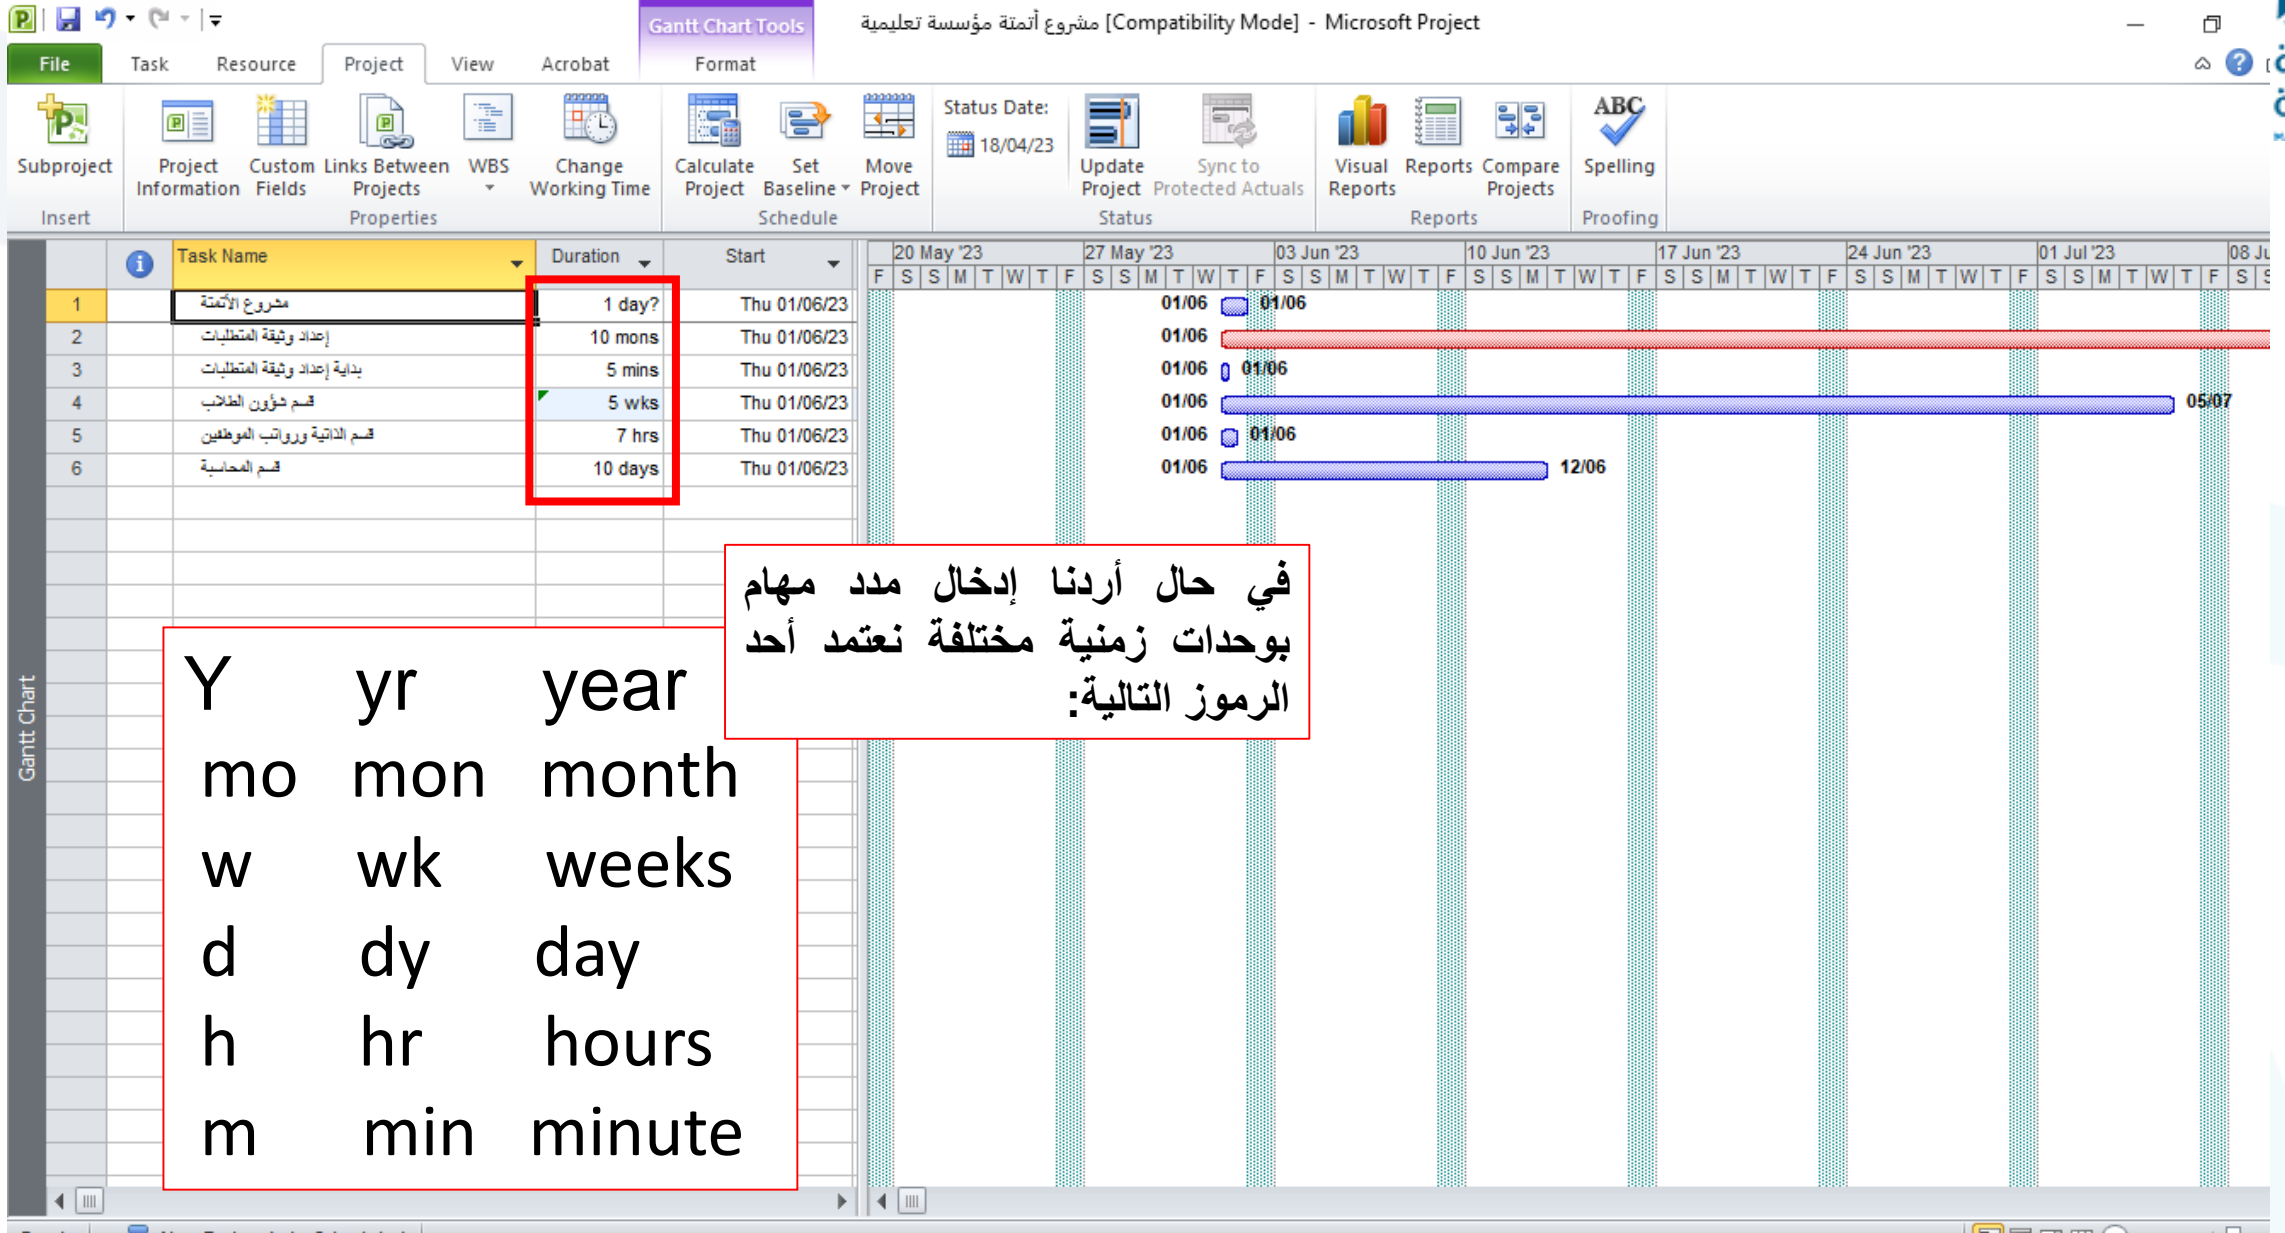 Gantt Chart Tools
مشروع أتمتة مؤسسة تعليمية [Compatibility Mode] - Microsoft Project
File Task Resource Project View Acrobat Format
Subproject
Project Information
Custom Fields
Links Between Projects
WBS
Change Working Time
Calculate Project
Set Baseline
Move Project
Status Date:
18/04/23
Update Project
Sync to Protected Actuals
Visual Reports
Reports
Compare Projects
ABC
Spelling
Insert Properties Schedule Status Reports Proofing
Task Name Duration Start
20 May '23 27 May '23 03 Jun '23 10 Jun '23 17 Jun '23 24 Jun '23 01 Jul '23
F S S M T W T F S S M T W T F S S M T W T F S S M T W T F S S M T W T F S S M T W T F S S M T W T F S
1 مشروع الأتمتة 1 day? Thu 01/06/23 01/06 01/06
2 إعداد وثيقة المتطلبات 10 mons Thu 01/06/23 01/06
3 بداية إعداد وثيقة المتطلبات 5 mins Thu 01/06/23 01/06 01/06
4 قسم شؤون الطلاب 5 wks Thu 01/06/23 01/06 05/07
5 قسم الذاتية ورواتب الموظفين 7 hrs Thu 01/06/23 01/06 01/06
6 قسم المحاسبة 10 days Thu 01/06/23 01/06 12/06
في حال أردنا إدخال مدد مهام
بوحدات زمنية مختلفة نعتمد أحد
الرموز التالية:
Y yr year
mo mon month
w wk weeks
d dy day
h hr hours
m min minute
Gantt Chart